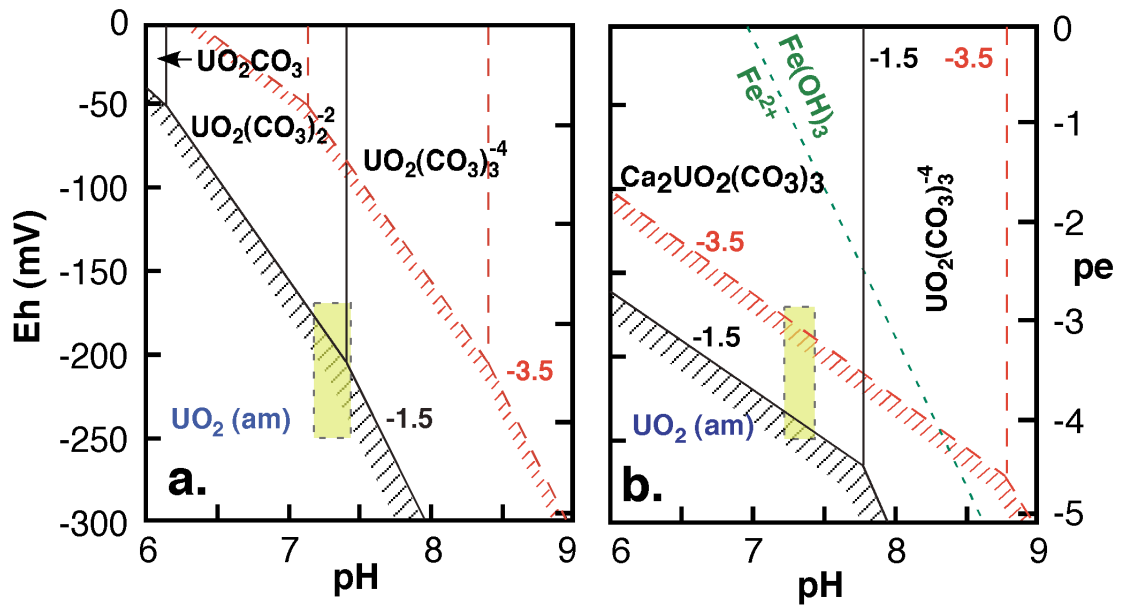 0
-50
-100
-150
-200
-250
-300
Eh (mV)
UO2CO3
UO2(CO3)2-2
UO2(CO3)3-4
-3.5
-1.5
UO2 (am)
a.
6
7
8
9
pH
-1.5
-3.5
Fe(OH)3
Fe2+
Ca2UO2(CO3)3
UO2(CO3)3-4
-3.5
-1.5
UO2 (am)
b.
6
7
8
9
pH
0
-1
-2
-3
-4
-5
pe